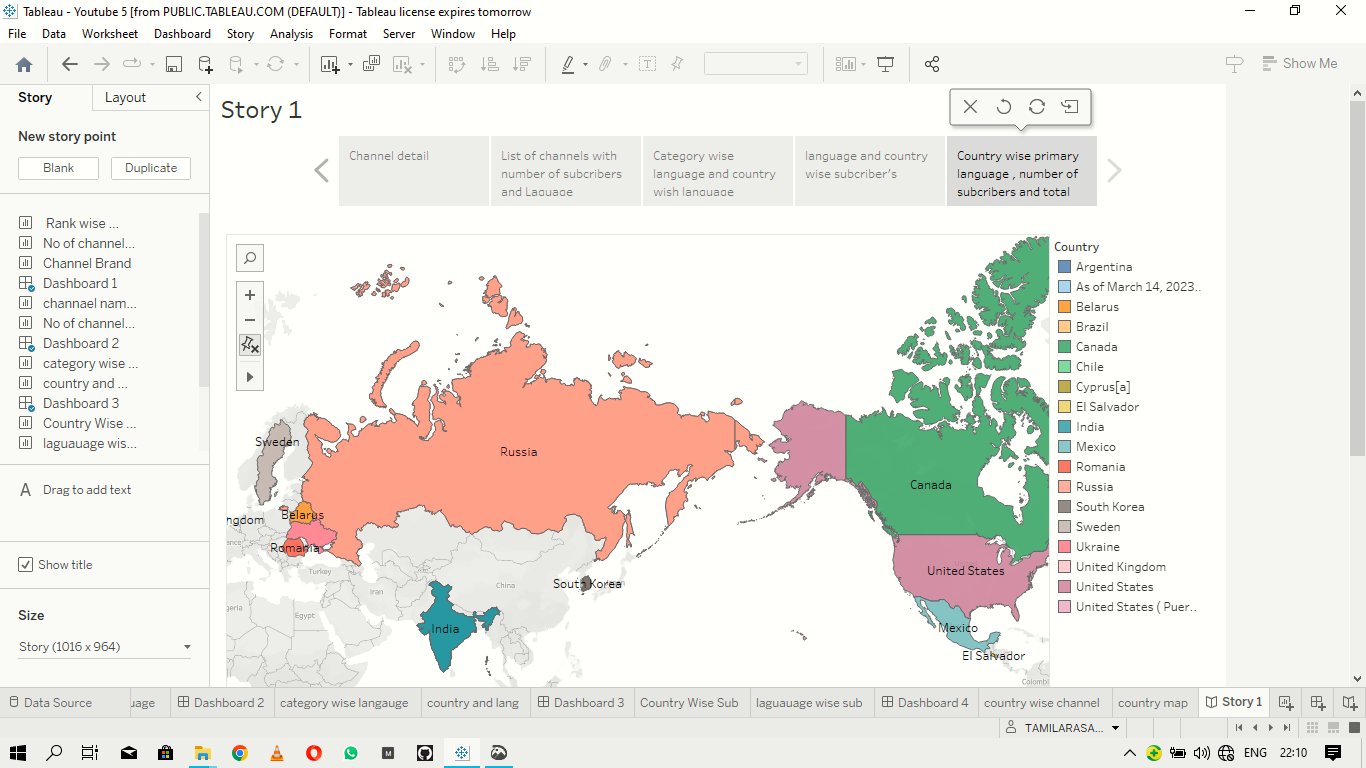 Tableau - Youtube 5 [from PUBLIC.TABLEAU.COM (DEFAULT)] - Tableau license expires tomorrow
File Data Worksheet Dashboard Story Analysis Format Server Window Help
Show Me
Story Layout
New story point
Blank Duplicate
Rank wise ...
No of channel...
Channel Brand
Dashboard 1
channael nam...
No of channel...
Dashboard 2
category wise ...
country and ...
Dashboard 3
Country Wise ...
laguauage wis...
A Drag to add text
Show title
Size
Story (1016 x 964)
Story 1
Channel detail
List of channels with
number of subcribers
and Laguage
Category wise
language and country
wish language
language and country
wise subcriber's
Country wise primary
language , number of
subcribers and total
Sweden
Russia
Belarus
ngdom
Romania
Turkey
Iran
China
South Korea
Egypt
geria
India
Canada
United States
Mexico
El Salvador
Colombi
Country
Argentina
As of March 14, 2023..
Belarus
Brazil
Canada
Chile
Cyprus[a]
El Salvador
India
Mexico
Romania
Russia
South Korea
Sweden
Ukraine
United Kingdom
United States
United States ( Puer..
Data Source
uage
Dashboard 2
category wise langauge
country and lang
Dashboard 3
Country Wise Sub
laguauage wise sub
Dashboard 4
country wise channel
country map
Story 1
TAMILARASA...
M
ENG
22:10